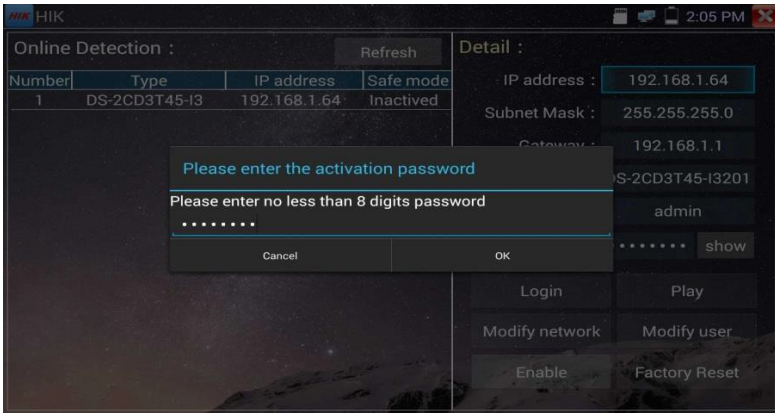 HIK HIK 2:05 PM
Online Detection :
Refresh
Number Type IP address Safe mode
1 DS-2CD3T45-I3 192.168.1.64 Inactived
Detail :
IP address : 192.168.1.64
Subnet Mask : 255.255.255.0
Gateway : 192.168.1.1
S-2CD3T45-I3201
admin
•••••••• show
Please enter the activation password
Please enter no less than 8 digits password
••••••••
Cancel OK
Login Play
Modify network Modify user
Enable Factory Reset